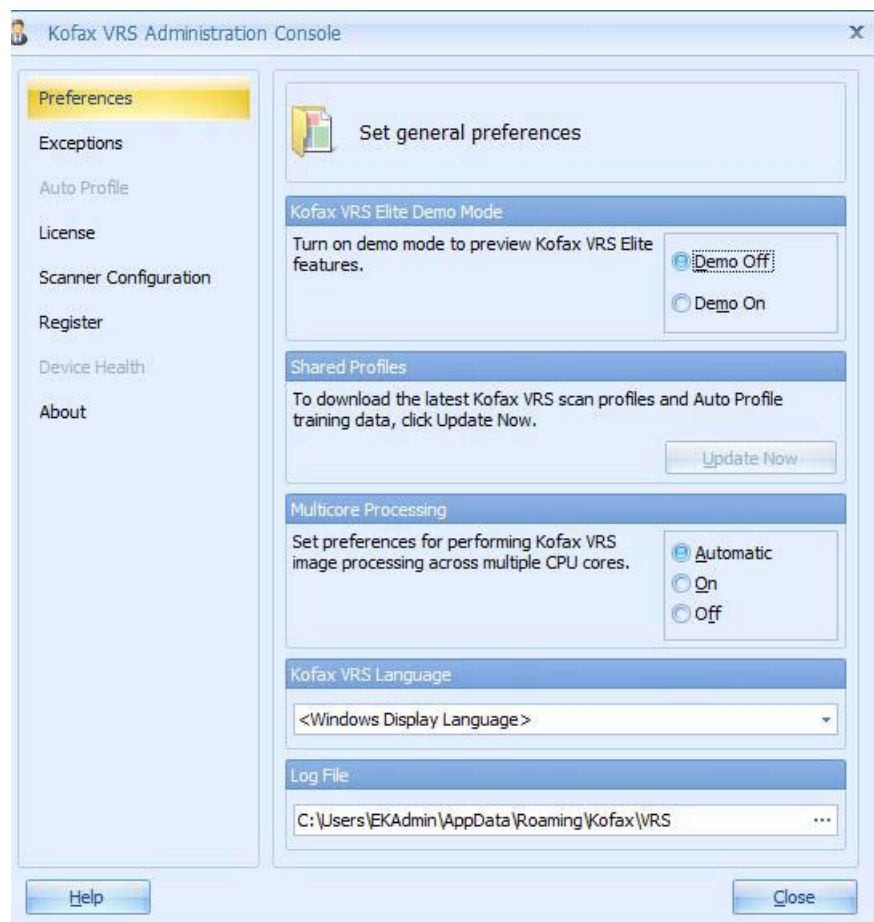 Kofax VRS Administration Console
Preferences
Exceptions
Auto Profile
License
Scanner Configuration
Register
Device Health
About
Set general preferences
Kofax VRS Elite Demo Mode
Turn on demo mode to preview Kofax VRS Elite
features.
Demo Off
Demo On
Shared Profiles
To download the latest Kofax VRS scan profiles and Auto Profile
training data, click Update Now.
Update Now
Multicore Processing
Set preferences for performing Kofax VRS
image processing across multiple CPU cores.
Automatic
On
Off
Kofax VRS Language
<Windows Display Language>
Log File
C:\Users\EKAdmin\AppData\Roaming\Kofax\VRS
...
Help
Close